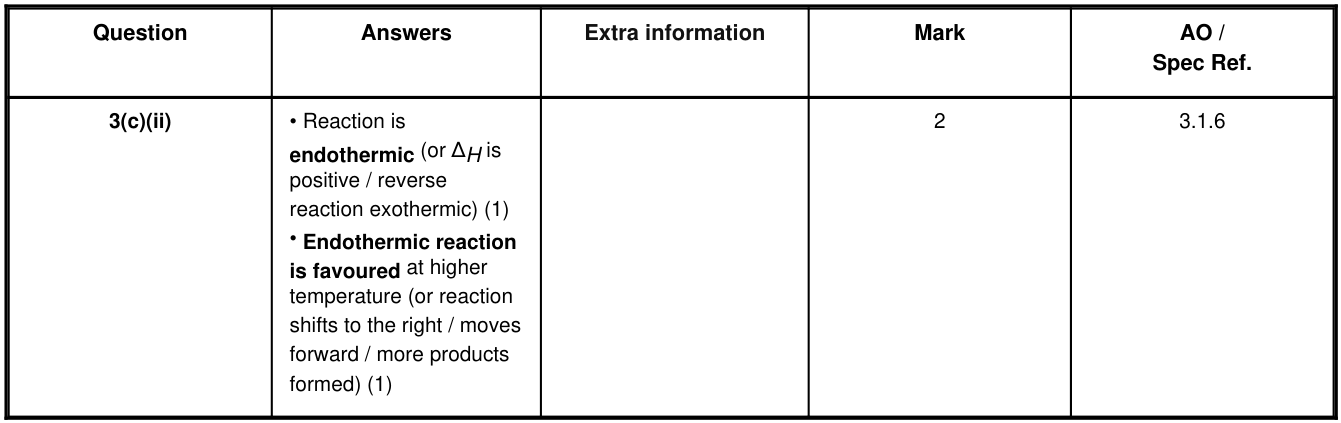 Question Answers Extra information Mark AO /
Spec Ref.
3(c)(ii) • Reaction is 2 3.1.6
endothermic (or ΔH is
positive / reverse
reaction exothermic) (1)
• Endothermic reaction
is favoured at higher
temperature (or reaction
shifts to the right / moves
forward / more products
formed) (1)